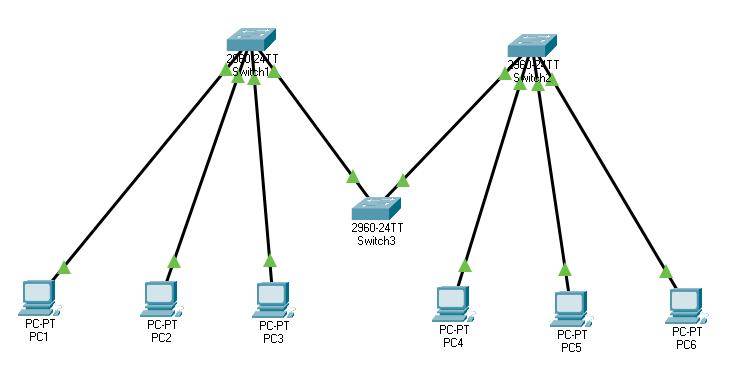 2960-24TT
Switch1
2960-24TT
Switch2
2960-24TT
Switch3
PC-PT
PC1
PC-PT
PC2
PC-PT
PC3
PC-PT
PC4
PC-PT
PC5
PC-PT
PC6